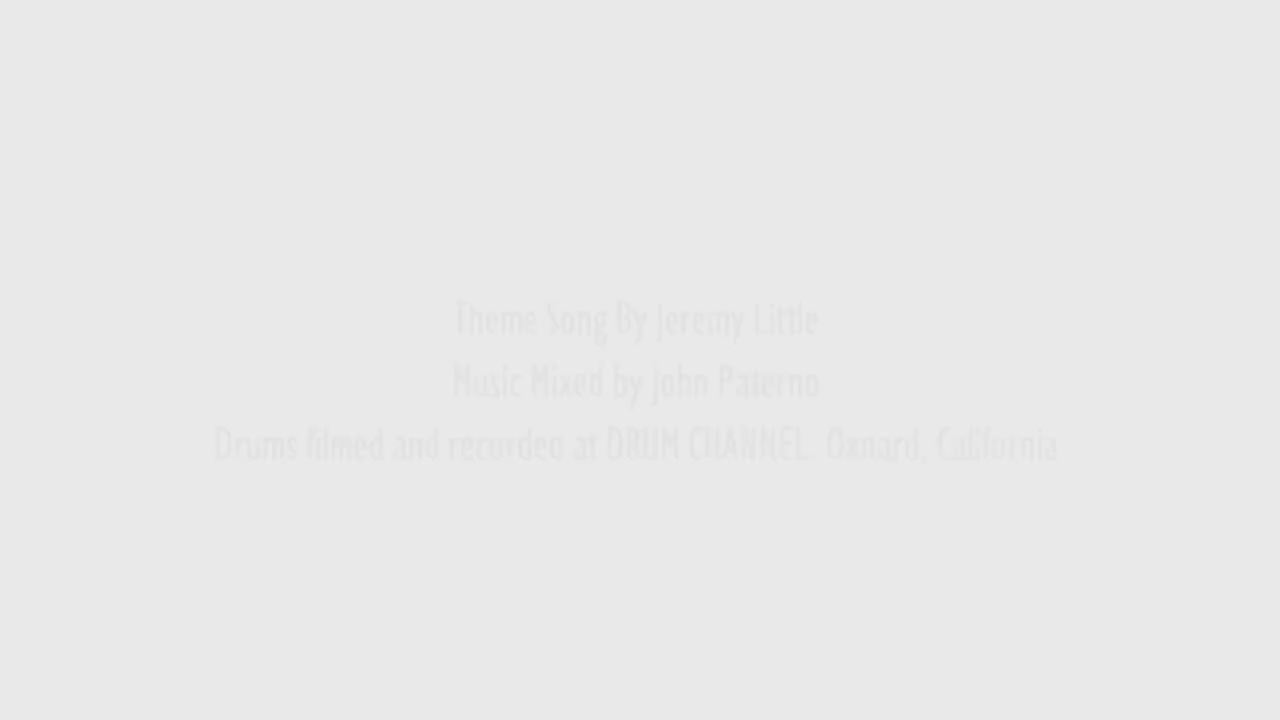 Theme Song By Jeremy Little
Music Mixed by John Paterno
Drums filmed and recorded at DRUM CHANNEL, Oxnard, California